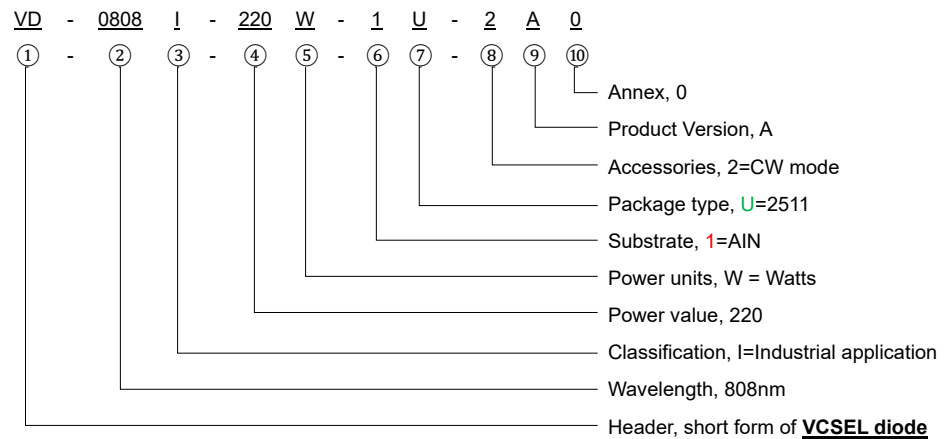 VD - 0808 I - 220 W - 1 U - 2 A 0
① - ② ③ - ④ ⑤ - ⑥ ⑦ - ⑧ ⑨ ⑩
Annex, 0
Product Version, A
Accessories, 2=CW mode
Package type, U=2511
Substrate, 1=AIN
Power units, W = Watts
Power value, 220
Classification, I=Industrial application
Wavelength, 808nm
Header, short form of VCSEL diode